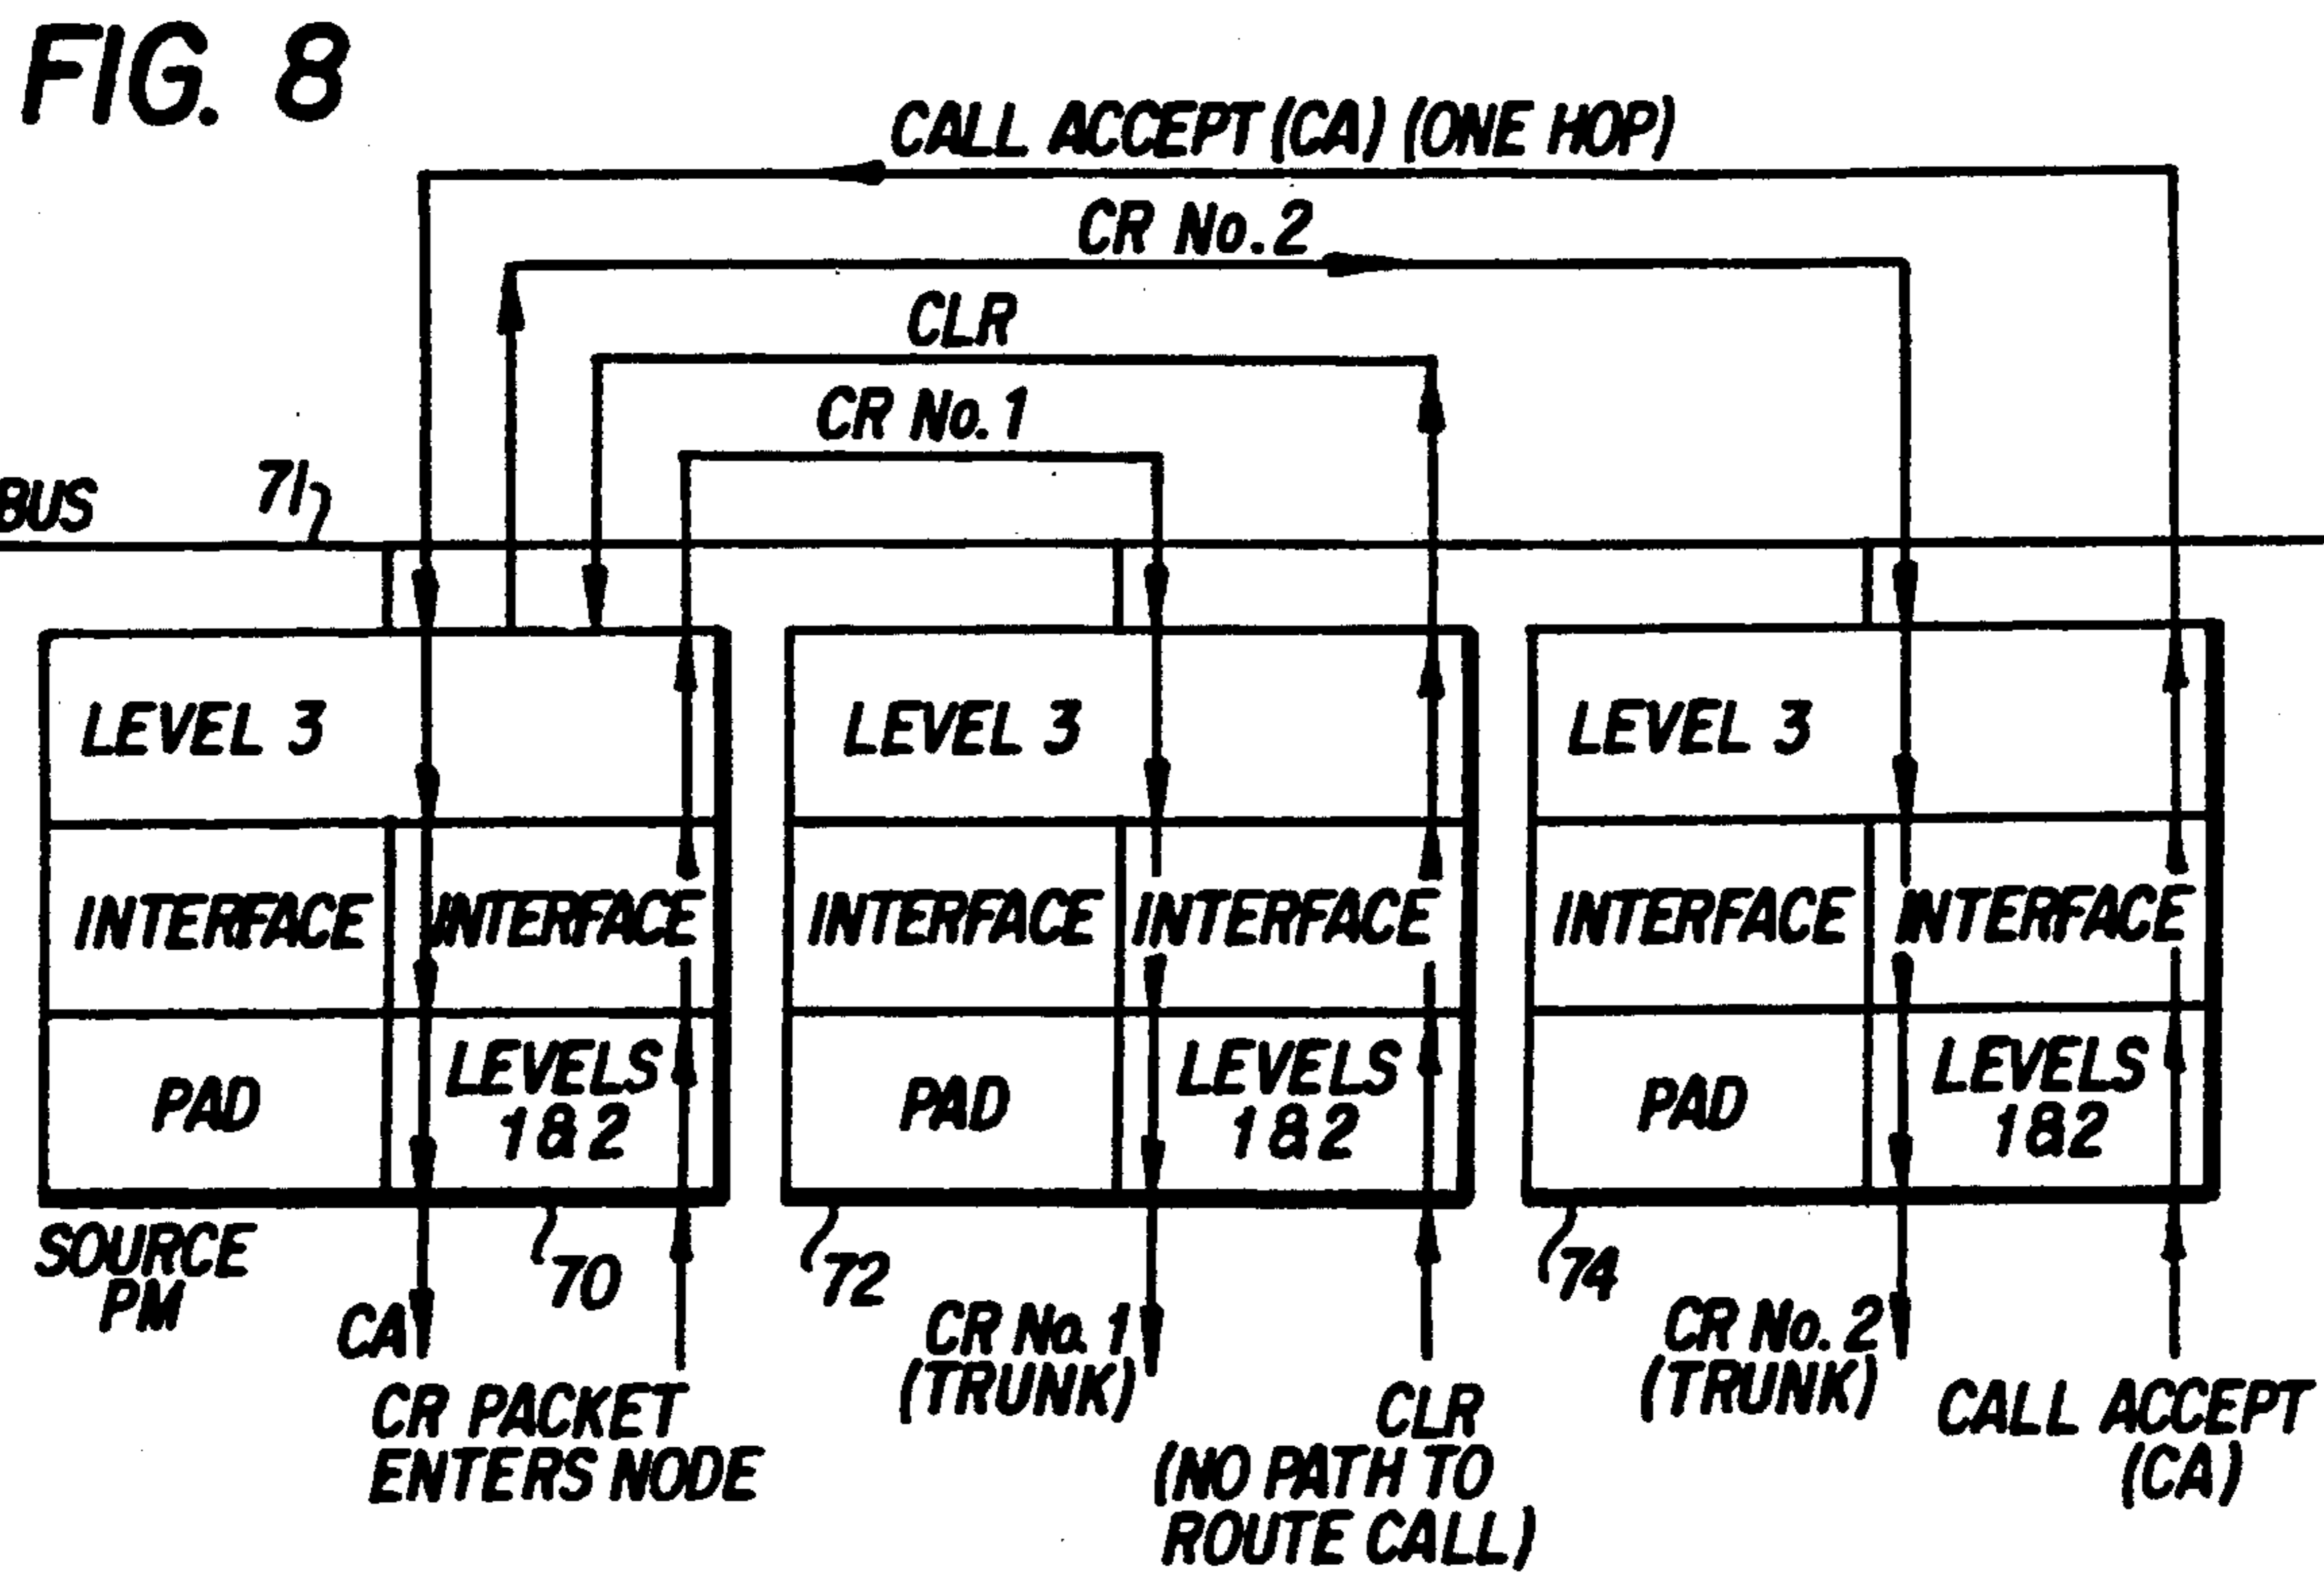 FIG. 8
CALL ACCEPT (CA) (ONE HOP)
CR No. 2
CLR
CR No. 1
BUS
71
LEVEL 3
LEVEL 3
LEVEL 3
INTERFACE
INTERFACE
INTERFACE
INTERFACE
INTERFACE
INTERFACE
PAD
LEVELS
1 & 2
PAD
LEVELS
1 & 2
PAD
LEVELS
1 & 2
SOURCE
PM
70
72
74
CA
CR PACKET
ENTERS NODE
CR No. 1
(TRUNK)
CLR
(NO PATH TO
ROUTE CALL)
CR No. 2
(TRUNK)
CALL ACCEPT
(CA)